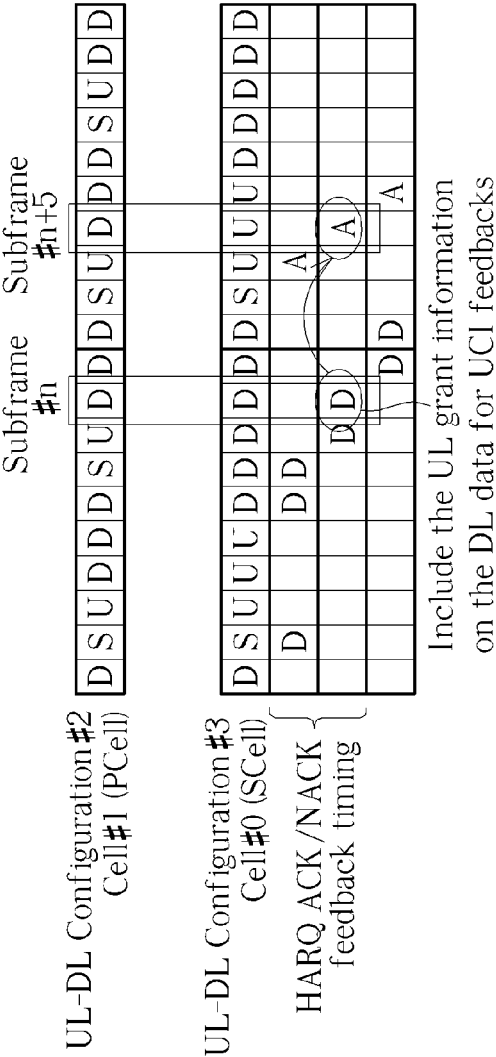 Subframe
#n
Subframe
#n+5
UL-DL Configuration#2
Cell#1 (PCell)
D S U D D D S U D D D S U D D D S U D D
UL-DL Configuration#3
Cell#0 (SCell)
D S U U U D D D D D D S U U U D D D D D
HARQ ACK/NACK
feedback timing
D D D A
D D A
D D A
Include the UL grant information
on the DL data for UCI feedbacks